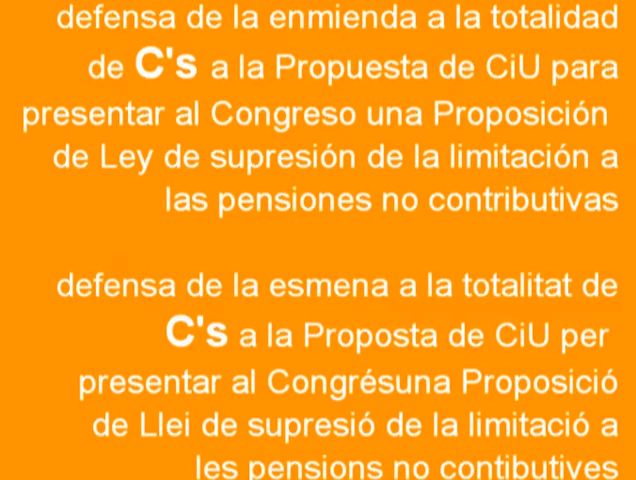 defensa de la enmienda a la totalidad
de C's a la Propuesta de CiU para
presentar al Congreso una Proposición
de Ley de supresión de la limitación a
las pensiones no contributivas
defensa de la esmena a la totalitat de
C's a la Proposta de CiU per
presentar al Congrésuna Proposició
de Llei de supresió de la limitació a
les pensions no contibutives